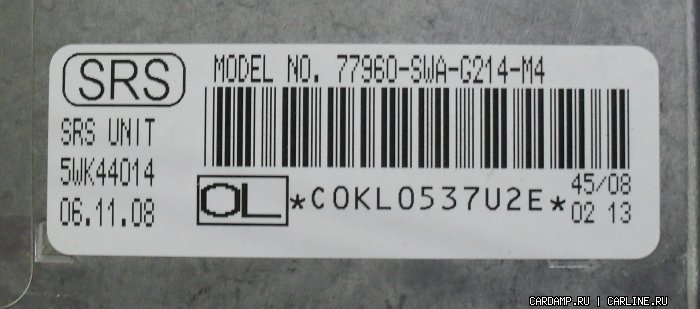 SRS
MODEL NO. 77960-SWA-G214-M4
SRS UNIT
5WK44014
06.11.08
OL
*C0KL0537U2E*
45/08
02 13
CARDAMP.RU | CARLINE.RU